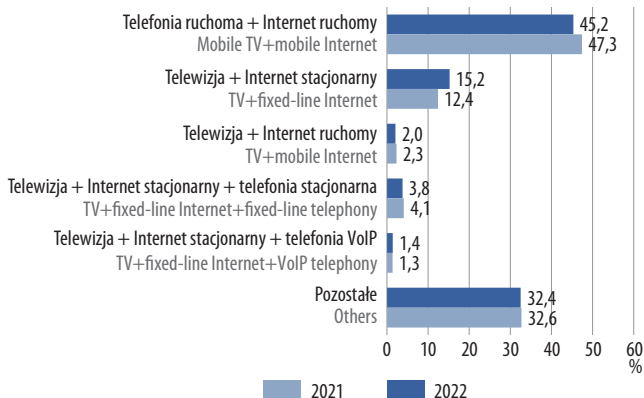 Telefonia ruchoma + Internet ruchomy
Mobile TV+mobile Internet
45,2
47,3
Telewizja + Internet stacjonarny
TV+fixed-line Internet
15,2
12,4
Telewizja + Internet ruchomy
TV+mobile Internet
2,0
2,3
Telewizja + Internet stacjonarny + telefonia stacjonarna
TV+fixed-line Internet+fixed-line telephony
3,8
4,1
Telewizja + Internet stacjonarny + telefonia VoIP
TV+fixed-line Internet+VoIP telephony
1,4
1,3
Pozostałe
Others
32,4
32,6
0 10 20 30 40 50 60
%
2021 2022